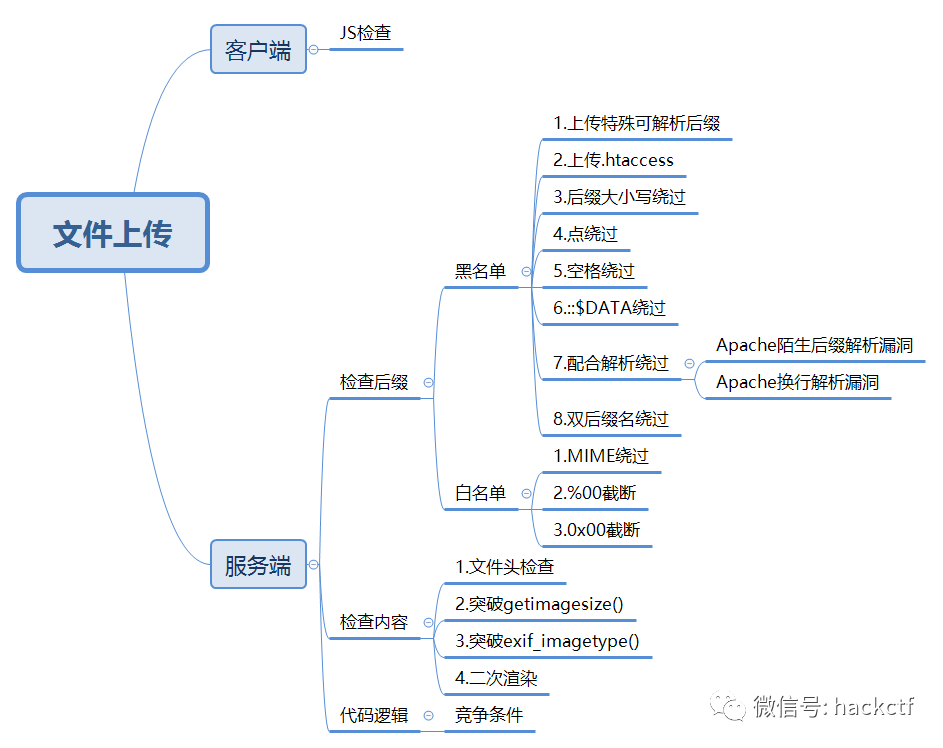 文件上传
客户端
JS检查
服务端
检查后缀
黑名单
1.上传特殊可解析后缀
2.上传.htaccess
3.后缀大小写绕过
4.点绕过
5.空格绕过
6.::$DATA绕过
7.配合解析绕过
Apache陌生后缀解析漏洞
Apache换行解析漏洞
8.双后缀名绕过
白名单
1.MIME绕过
2.%00截断
3.0x00截断
检查内容
1.文件头检查
2.突破getimagesize()
3.突破exif_imagetype()
4.二次渲染
代码逻辑
竞争条件
微信号: hackctf